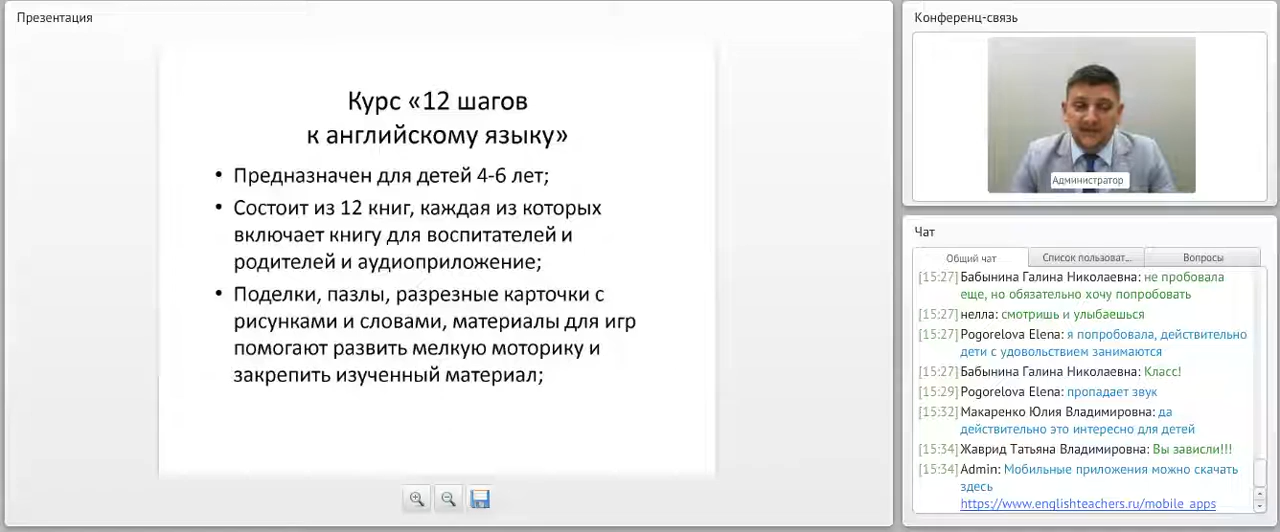 Презентация
Курс «12 шагов
к английскому языку»
• Предназначен для детей 4-6 лет;
• Состоит из 12 книг, каждая из которых
включает книгу для воспитателей и
родителей и аудиоприложение;
• Поделки, пазлы, разрезные карточки с
рисунками и словами, материалы для игр
помогают развить мелкую моторику и
закрепить изученный материал;
Конференц-связь
Администратор
Чат
Общий чат
Список пользоват...
Вопросы
[15:27] Бабынина Галина Николаевна: не пробовала
еще, но обязательно хочу попробовать
[15:27] нелла: смотришь и улыбаешься
[15:27] Pogorelova Elena: я попробовала, действительно
дети с удовольствием занимаются
[15:27] Бабынина Галина Николаевна: Класс!
[15:29] Pogorelova Elena: пропадает звук
[15:32] Макаренко Юлия Владимировна: да
действительно это интересно для детей
[15:34] Жаврид Татьяна Владимировна: Вы зависли!!!
[15:34] Admin: Мобильные приложения можно скачать
здесь
https://www.englishteachers.ru/mobile_apps